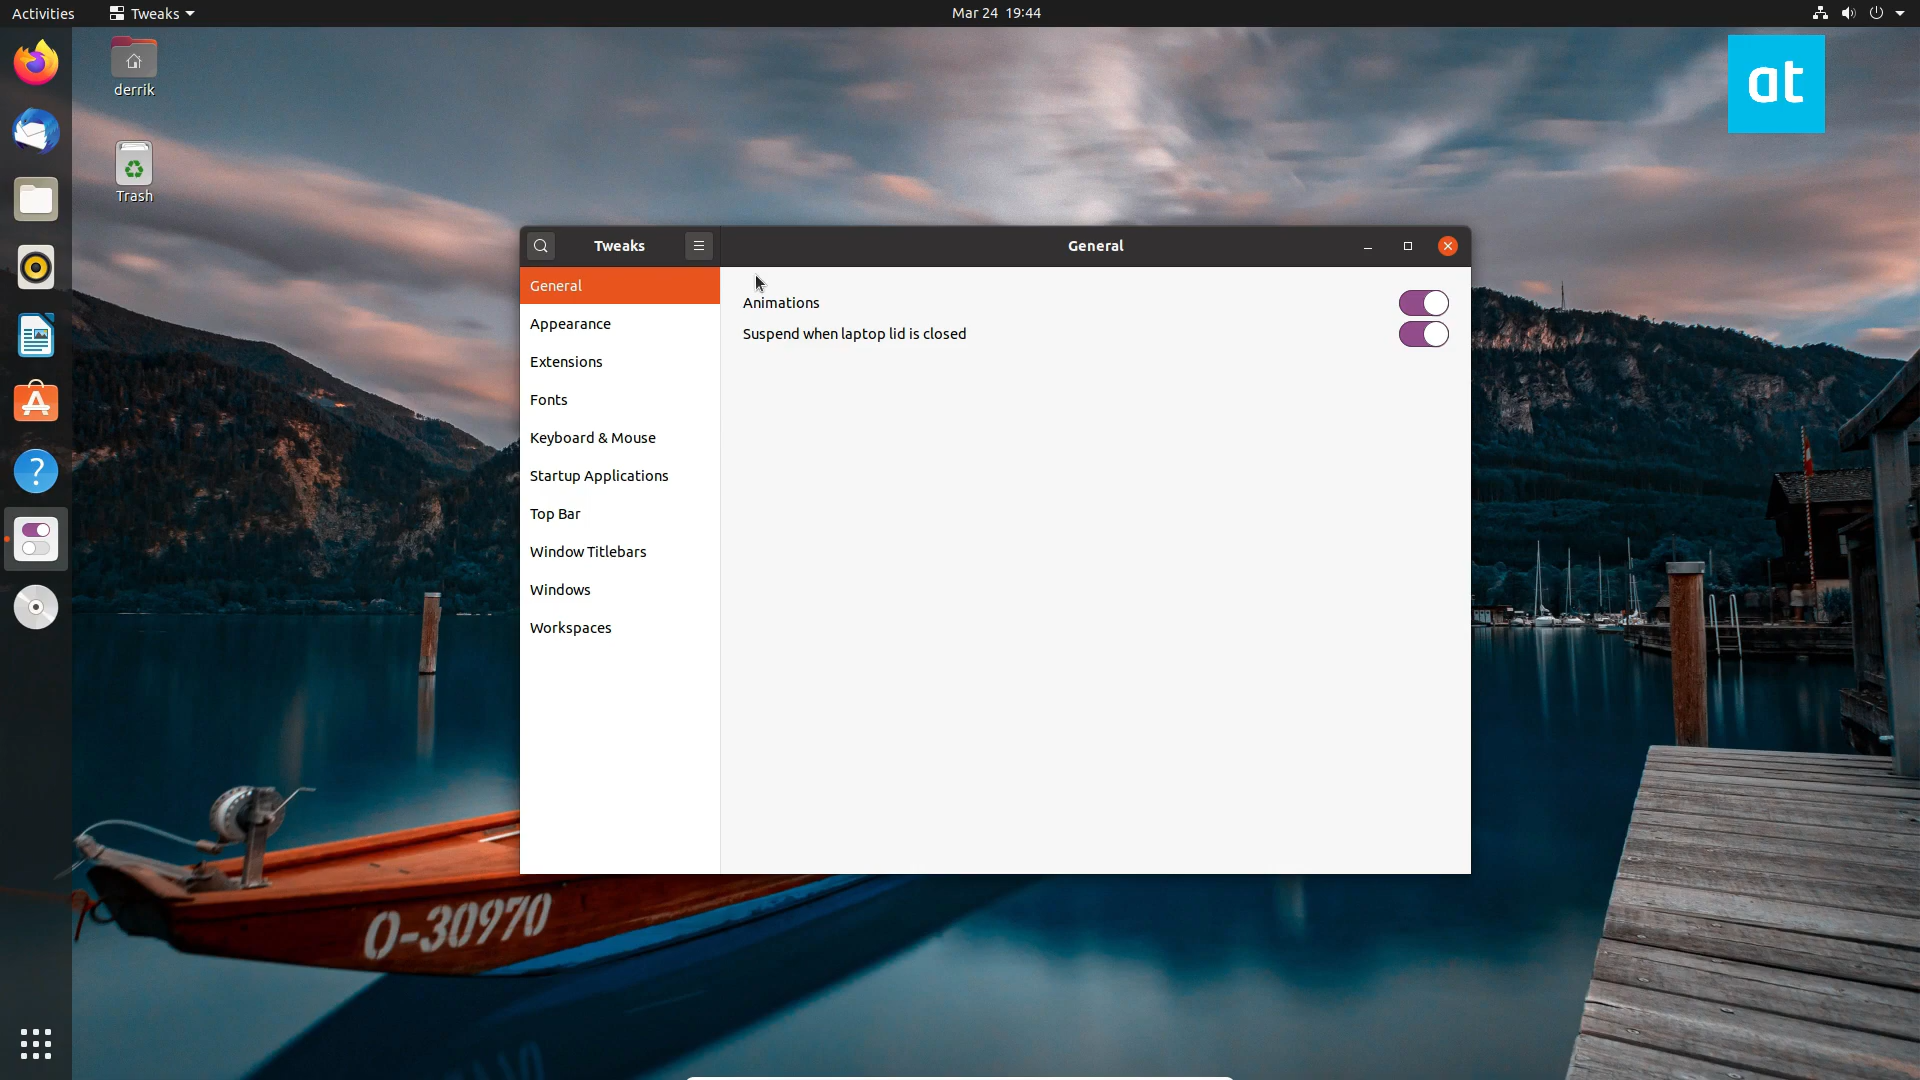 Activities
Tweaks
Mar 24 19:44
derrik
Trash
at
Tweaks
General
General
Appearance
Extensions
Fonts
Keyboard & Mouse
Startup Applications
Top Bar
Window Titlebars
Windows
Workspaces
Animations
Suspend when laptop lid is closed
O-30970